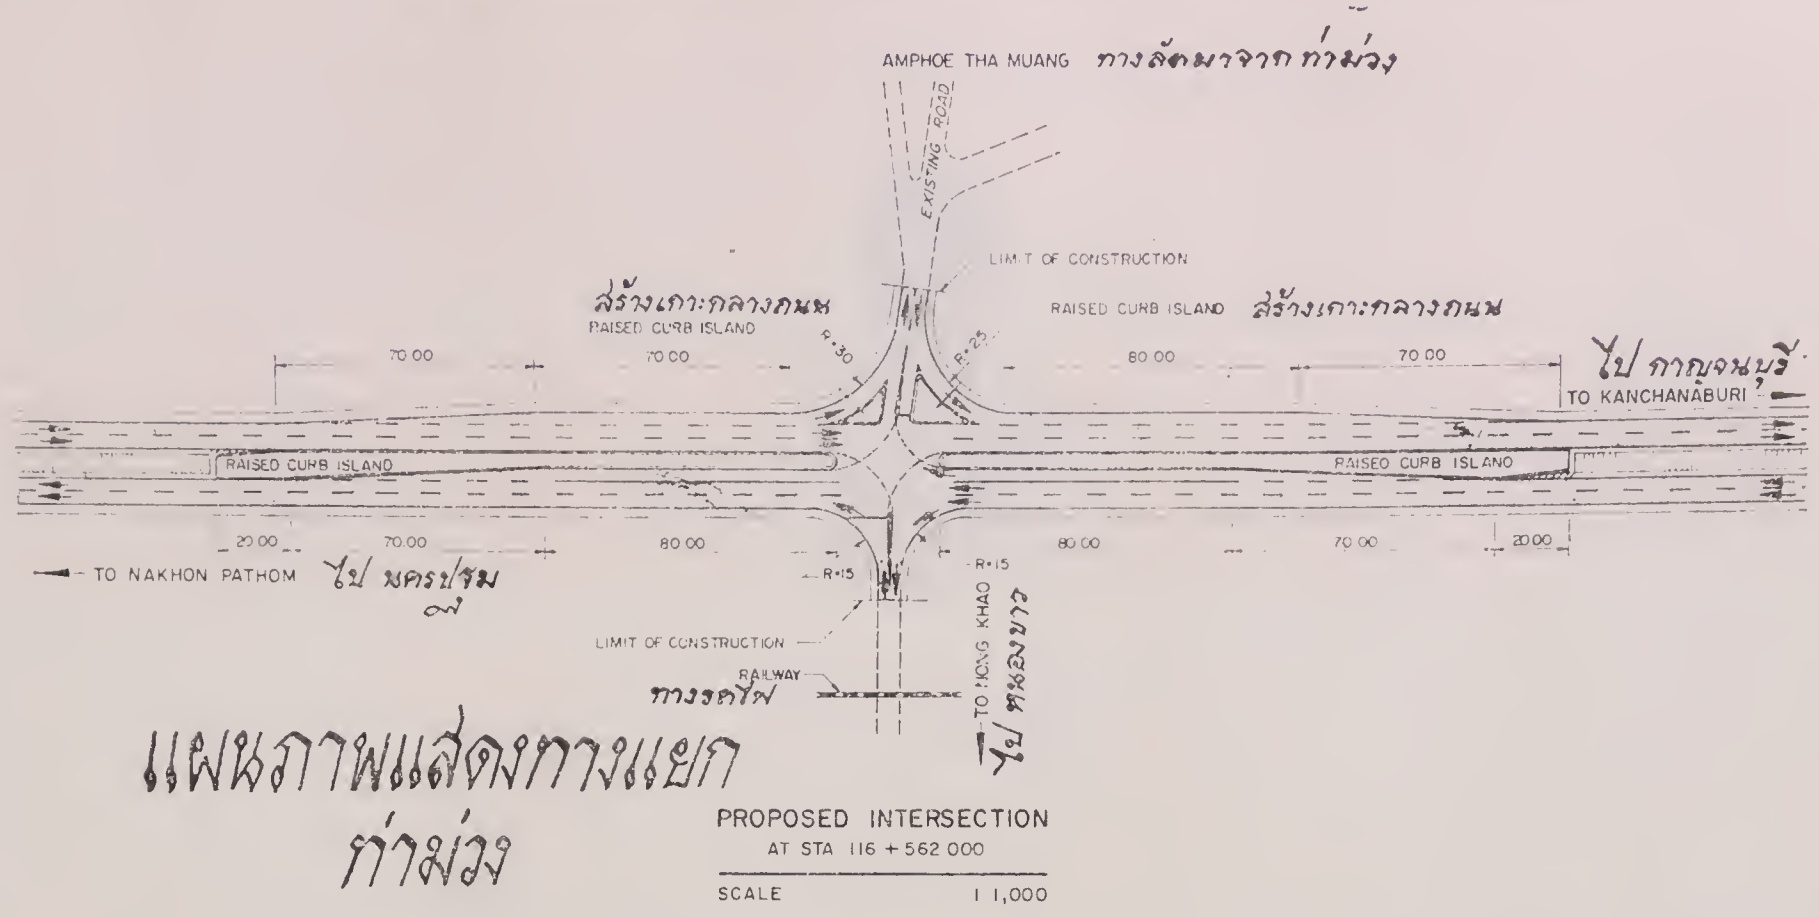 AMPHOE THA MUANG ทางลัดมาจากท่าม่วง
EXISTING ROAD
LIMIT OF CONSTRUCTION
สร้างเกาะกลางถนน
RAISED CURB ISLAND
RAISED CURB ISLAND สร้างเกาะกลางถนน
R=30
R=25
70.00
70.00
80.00
70.00
ไป กาญจนบุรี
TO KANCHANABURI
RAISED CURB ISLAND
RAISED CURB ISLAND
20.00
70.00
80.00
80.00
70.00
20.00
TO NAKHON PATHOM ไป นครปฐม
R=15
R=15
LIMIT OF CONSTRUCTION
RAILWAY
ทางรถไฟ
TO NONG KHAO
ไป หนองขาว
แผนภาพแสดงทางแยก
ท่าม่วง
PROPOSED INTERSECTION
AT STA 116 + 562.000
SCALE 1:1,000